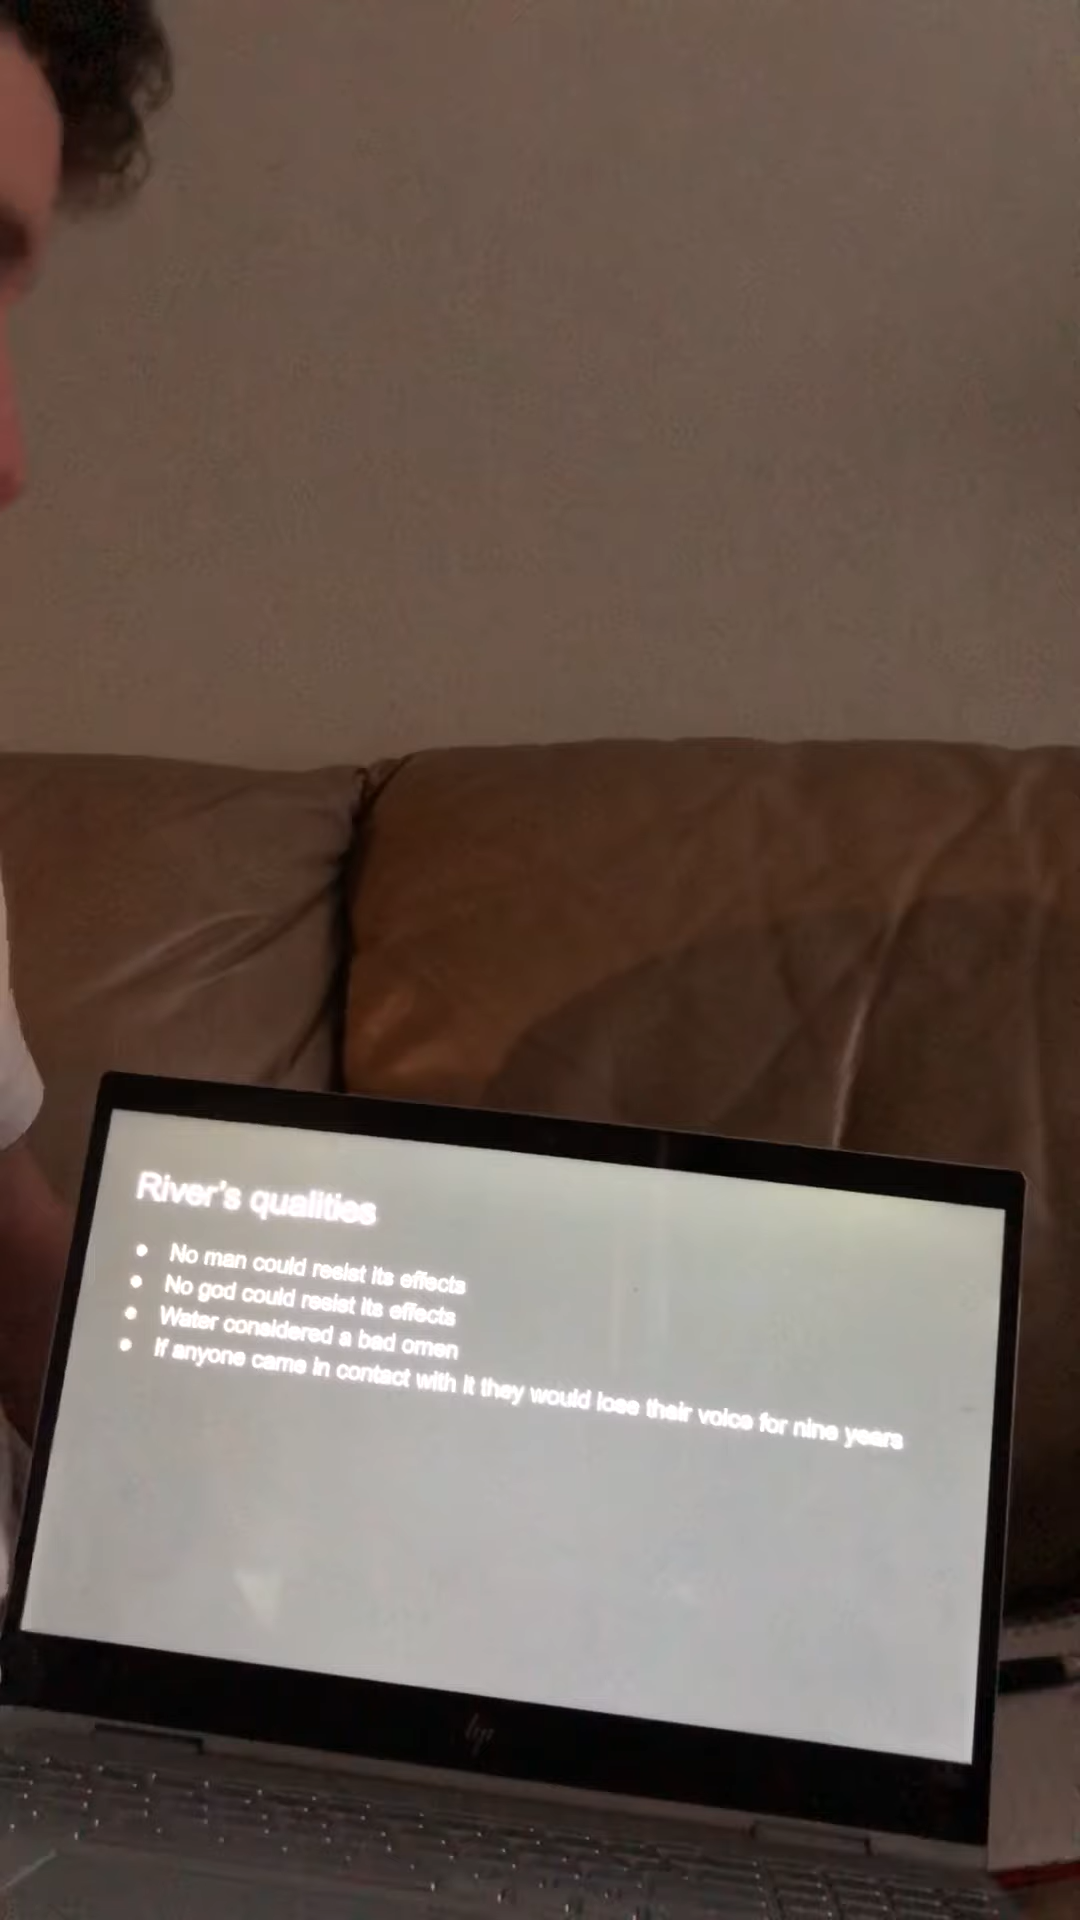 River's qualities
● No man could resist its effects
● No god could resist its effects
● Water considered a bad omen
● If anyone came in contact with it they would lose their voice for nine years
hp